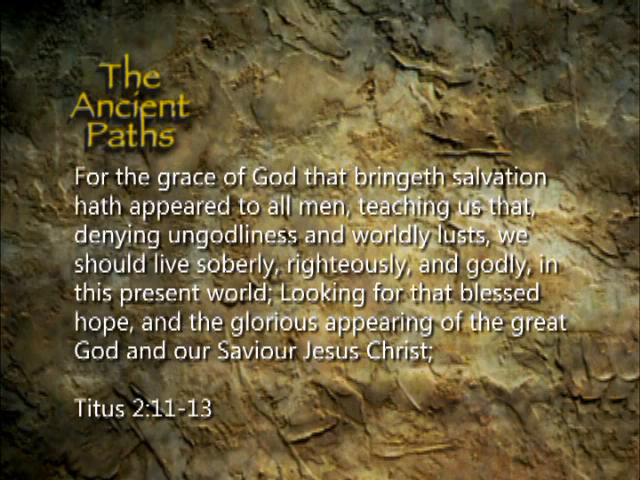 The
Ancient
Paths
For the grace of God that bringeth salvation
hath appeared to all men, teaching us that,
denying ungodliness and worldly lusts, we
should live soberly, righteously, and godly, in
this present world; Looking for that blessed
hope, and the glorious appearing of the great
God and our Saviour Jesus Christ;
Titus 2:11-13